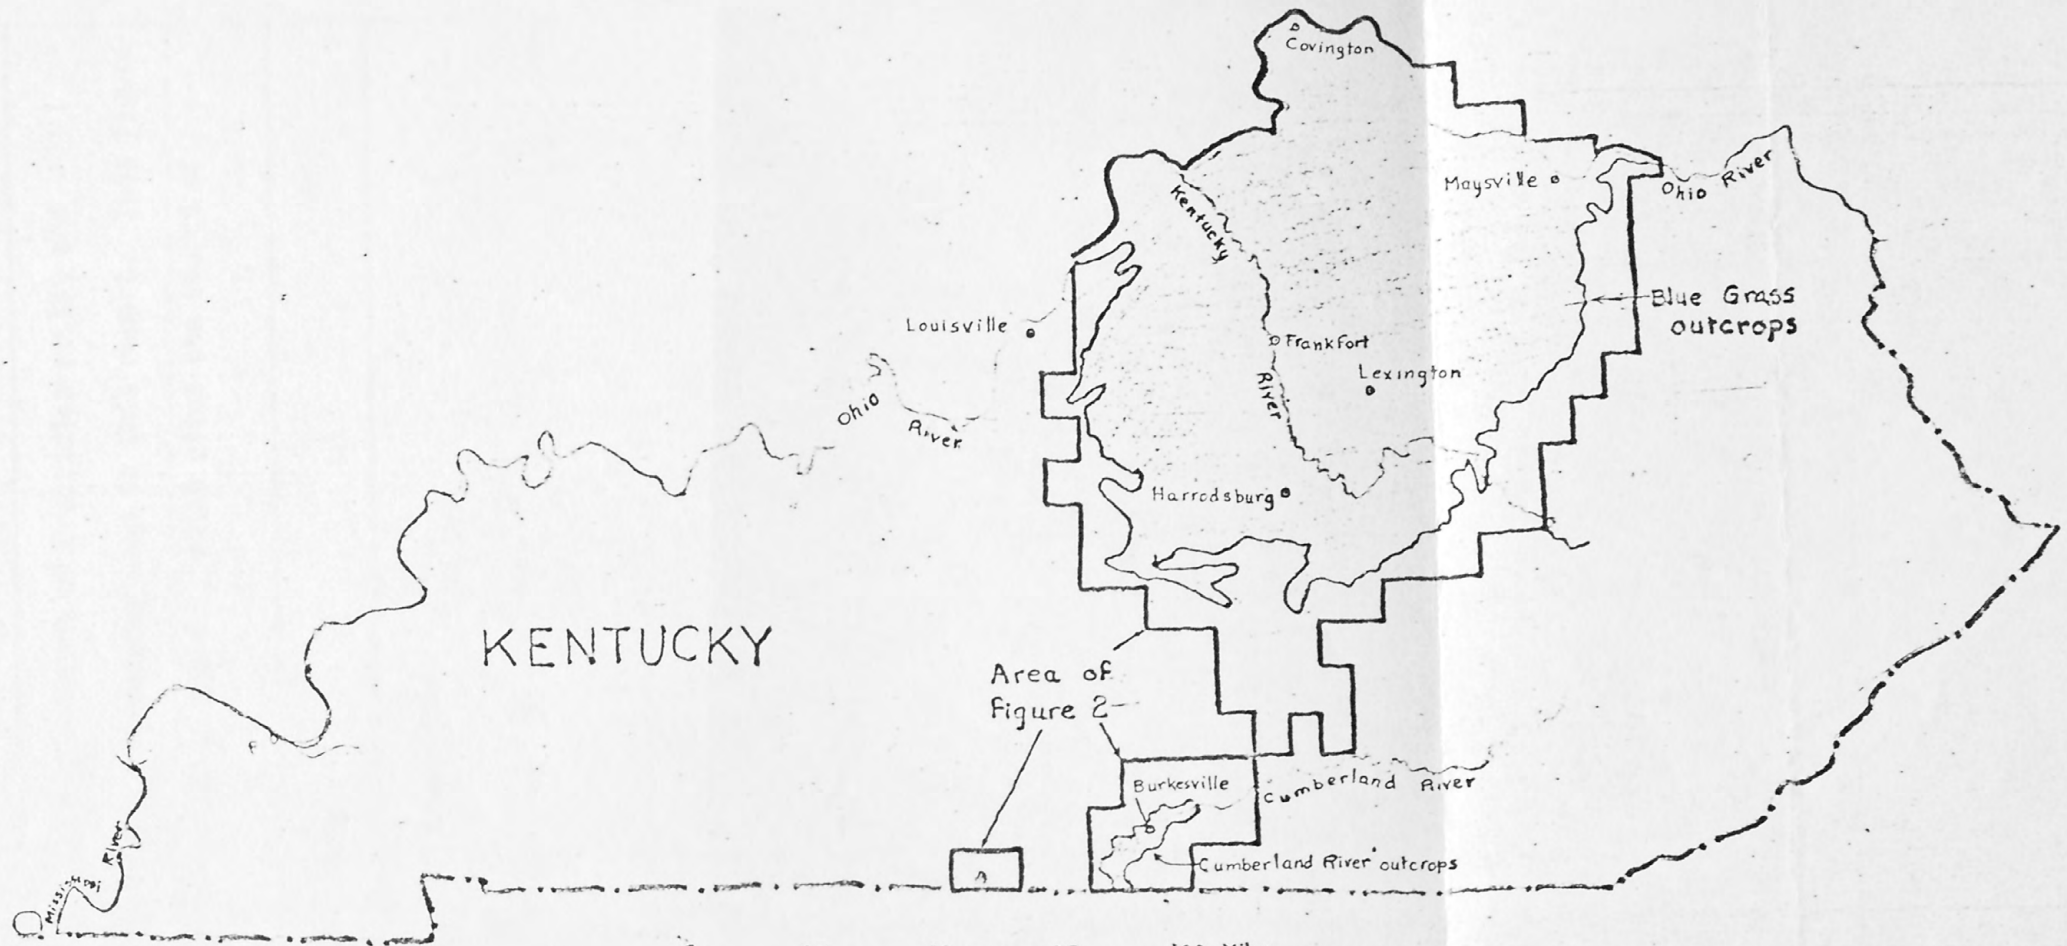 Covington
Maysville
Ohio River
Kentucky
River
Blue Grass
outcrops
Louisville
Frankfort
Lexington
Ohio
River
Harrodsburg
KENTUCKY
Area of
Figure 2
Burkesville
Cumberland River
Cumberland River outcrops
Mississippi River